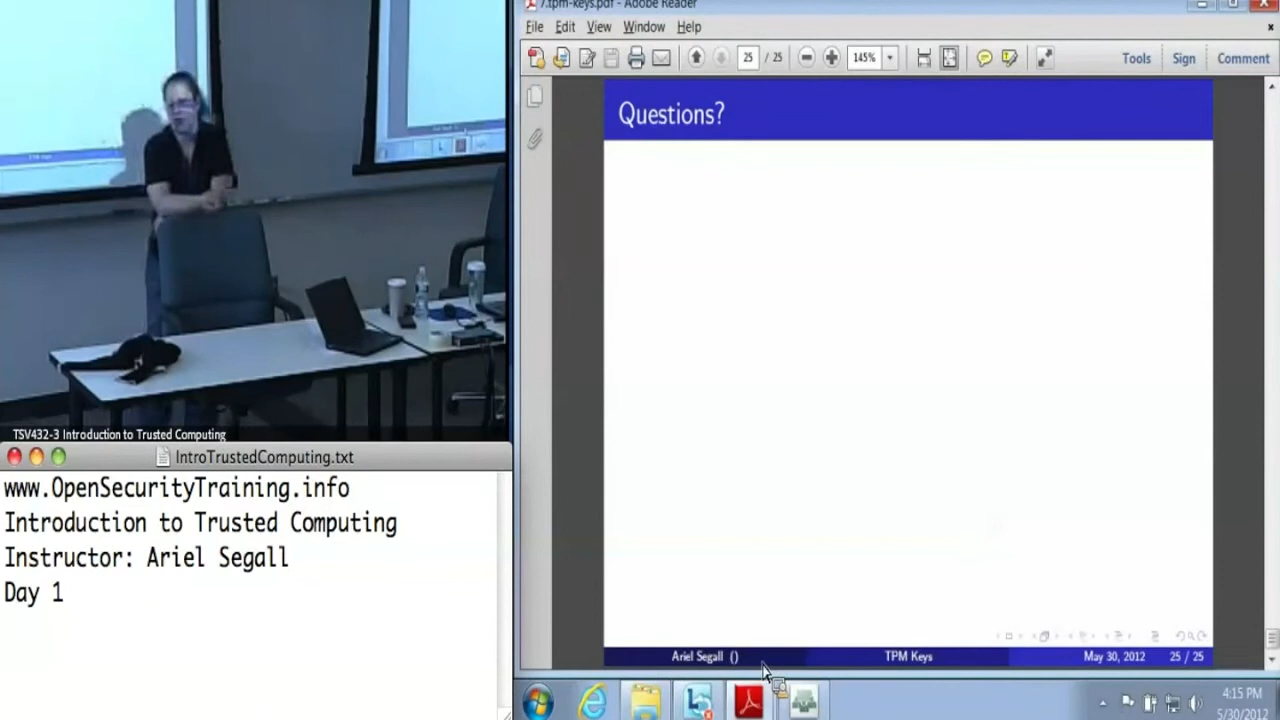 7.tpm-keys.pdf - Adobe Reader
File Edit View Window Help
25 / 25
145%
Tools Sign Comment
Questions?
TSV432-3 Introduction to Trusted Computing
IntroTrustedComputing.txt
www.OpenSecurityTraining.info
Introduction to Trusted Computing
Instructor: Ariel Segall
Day 1
Ariel Segall () TPM Keys May 30, 2012 25 / 25
4:15 PM
5/30/2012